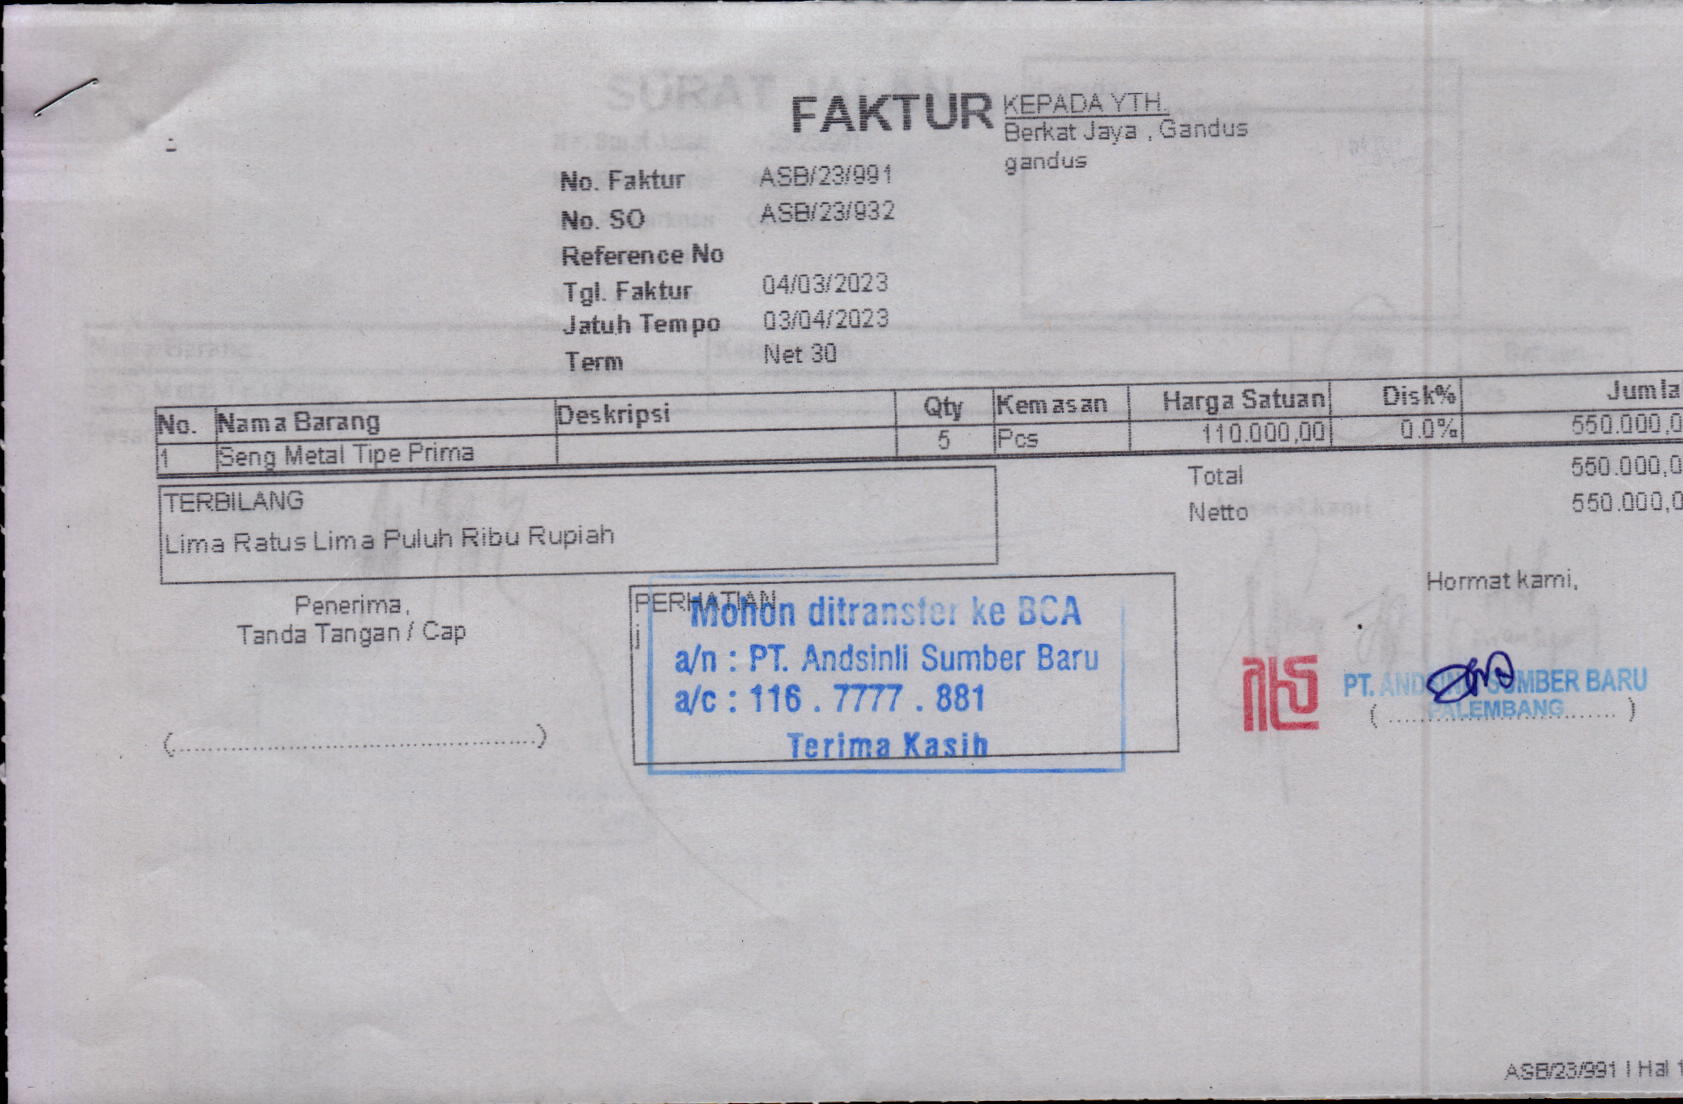 FAKTUR
KEPADA YTH.
Berkat Jaya , Gandus
gandus
No. Faktur ASB/23/991
No. SO ASB/23/932
Reference No
Tgl. Faktur 04/03/2023
Jatuh Tempo 03/04/2023
Term Net 30
No. Nama Barang Deskripsi Qty Kemasan Harga Satuan Disk% Jumla
1 Seng Metal Tipe Prima 5 Pcs 110.000,00 0.0% 550.000,0
Total 550.000,0
Netto 550.000,0
TERBILANG
Lima Ratus Lima Puluh Ribu Rupiah
Penerima,
Tanda Tangan / Cap
(..............................................)
PERHATIAN
j
Mohon ditransfer ke BCA
a/n : PT. Andsinli Sumber Baru
a/c : 116 . 7777 . 881
Terima Kasih
Hormat kami,
PT. ANDSINLI SUMBER BARU
PALEMBANG
( ................................ )
ASB/23/991 | Hal 1
SURAT JALAN